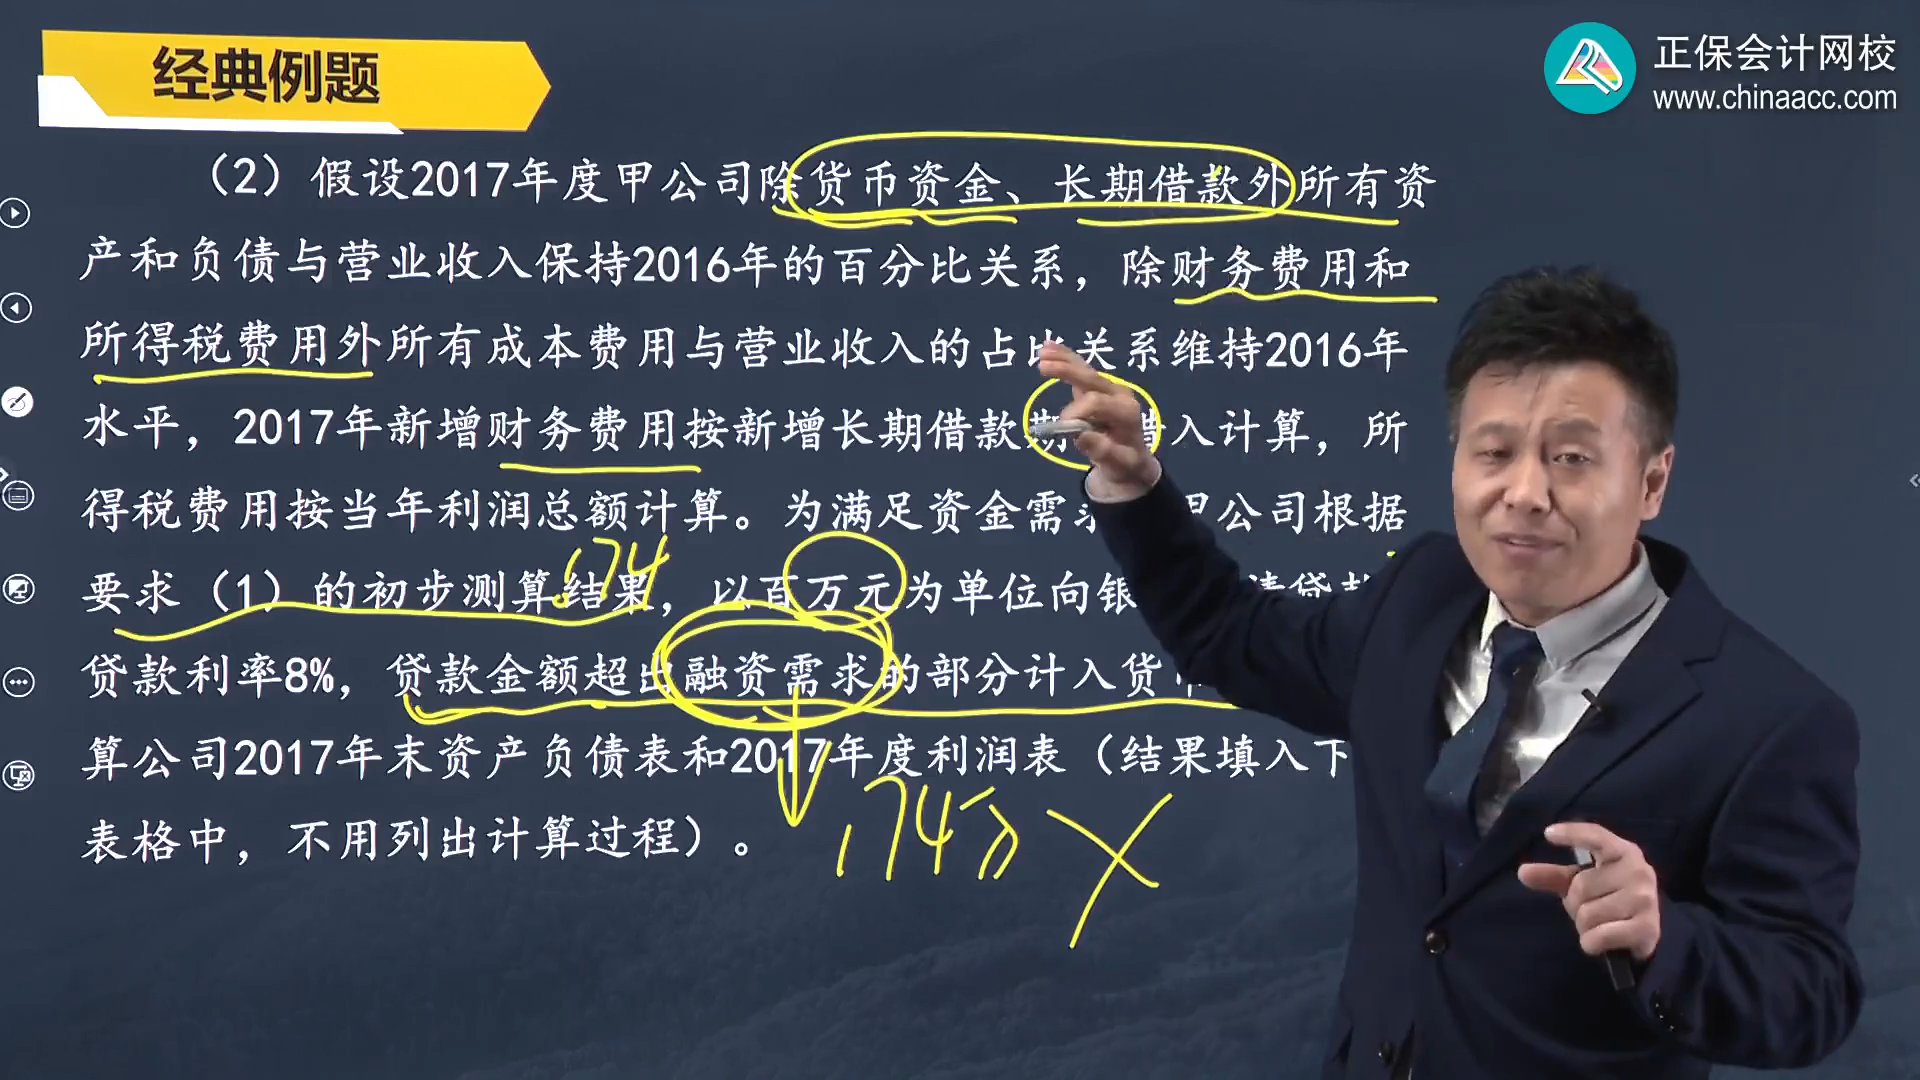 经典例题
正保会计网校
www.chinaacc.com
（2）假设2017年度甲公司除货币资金、长期借款外所有资
产和负债与营业收入保持2016年的百分比关系，除财务费用和
所得税费用外所有成本费用与营业收入的占比关系维持2016年
水平，2017年新增财务费用按新增长期借款期 借入计算，所
得税费用按当年利润总额计算。为满足资金需求 甲公司根据
要求（1）的初步测算结果，以百万元为单位向银 请贷款
174
贷款利率8%，贷款金额超出融资需求的部分计入货币
算公司2017年末资产负债表和2017年度利润表（结果填入下
表格中，不用列出计算过程）。
174万